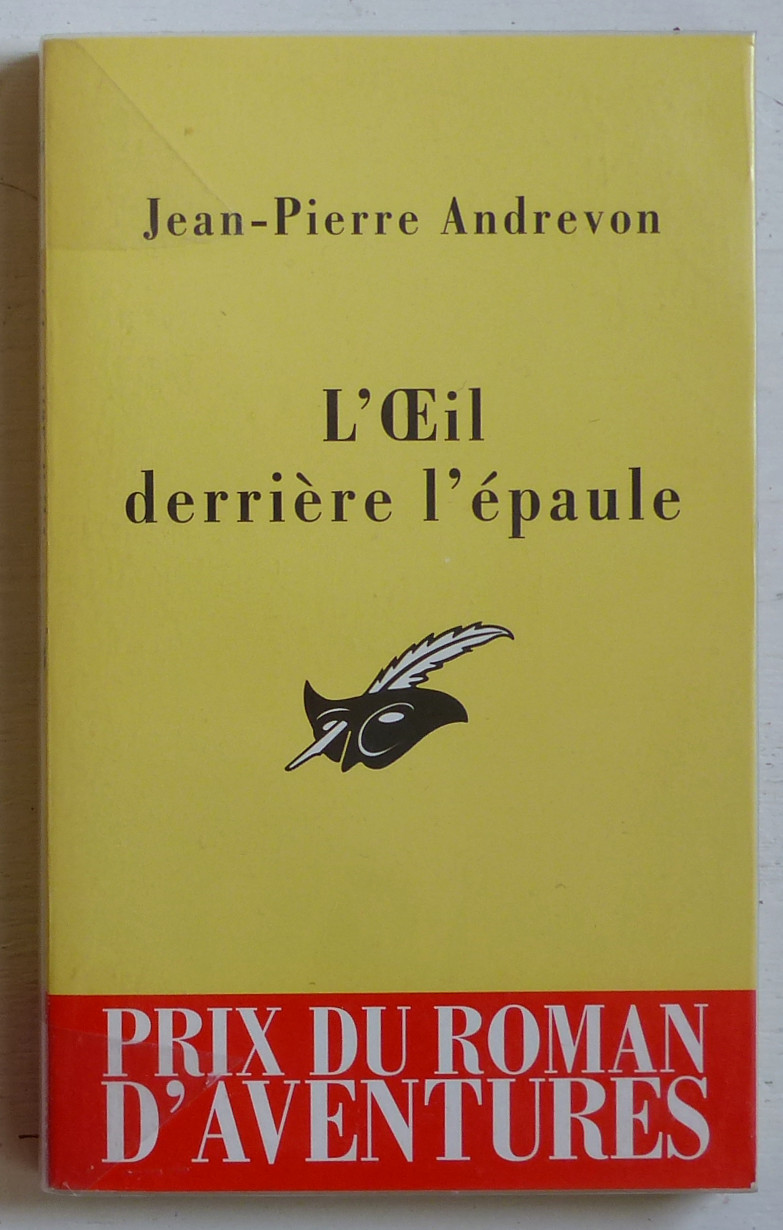 Jean-Pierre Andrevon
L'Œil
derrière l'épaule
PRIX DU ROMAN
D'AVENTURES